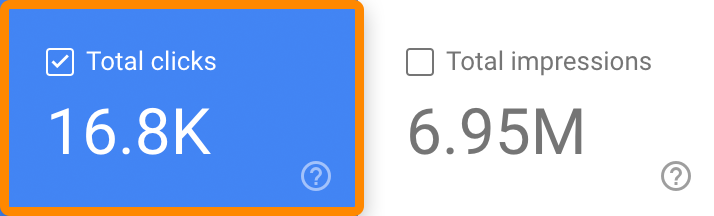 Total clicks
16.8K
?
Total impressions
6.95M
?